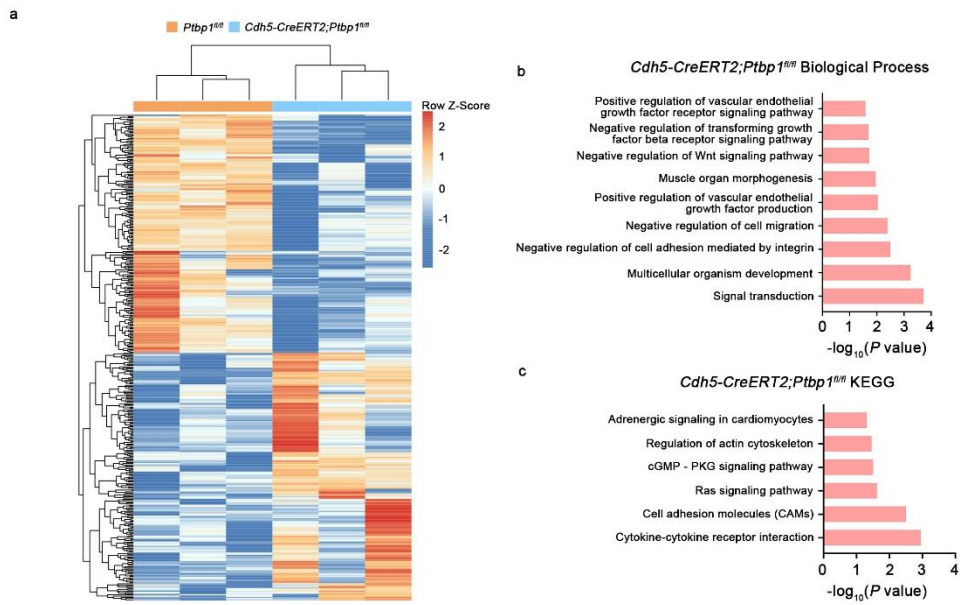 a
Ptbp1fl/fl Cdh5-CreERT2;Ptbp1fl/fl
Row Z-Score
2
1
0
-1
-2
b
Cdh5-CreERT2;Ptbp1fl/fl Biological Process
Positive regulation of vascular endothelial
growth factor receptor signaling pathway
Negative regulation of transforming growth
factor beta receptor signaling pathway
Negative regulation of Wnt signaling pathway
Muscle organ morphogenesis
Positive regulation of vascular endothelial
growth factor production
Negative regulation of cell migration
Negative regulation of cell adhesion mediated by integrin
Multicellular organism development
Signal transduction
0 1 2 3 4
-log10(P value)
c
Cdh5-CreERT2;Ptbp1fl/fl KEGG
Adrenergic signaling in cardiomyocytes
Regulation of actin cytoskeleton
cGMP - PKG signaling pathway
Ras signaling pathway
Cell adhesion molecules (CAMs)
Cytokine-cytokine receptor interaction
0 1 2 3 4
-log10(P value)